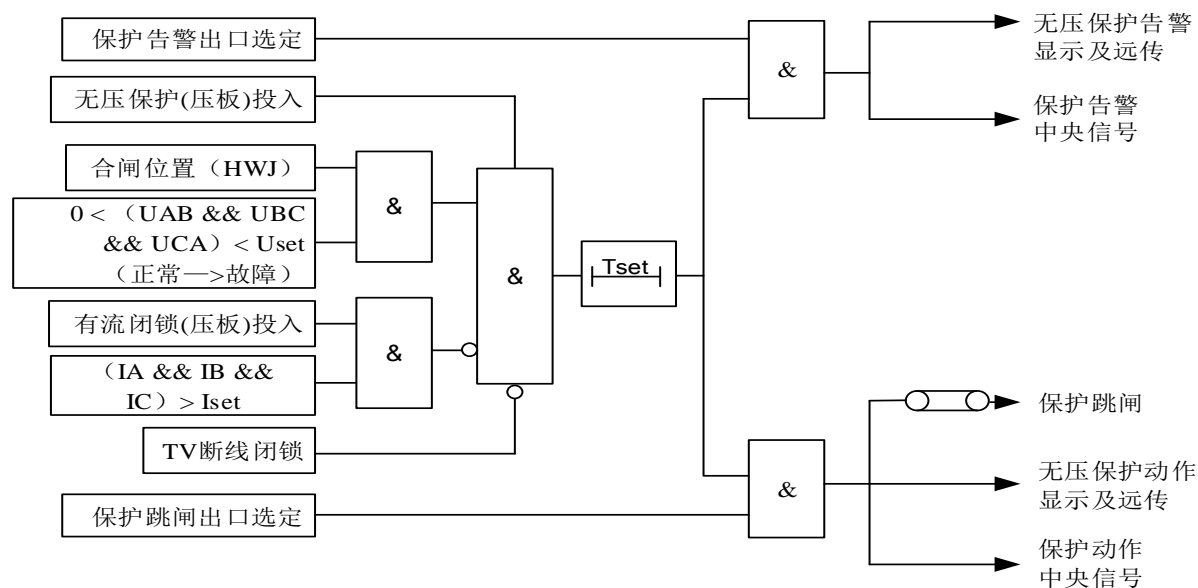 保护告警出口选定
无压保护(压板)投入
合闸位置（HWJ）
0 < （UAB && UBC
&& UCA）< Uset
（正常—>故障）
有流闭锁(压板)投入
（IA && IB &&
IC）> Iset
TV断线闭锁
保护跳闸出口选定
&
&
&
Tset
&
&
无压保护告警
显示及远传
保护告警
中央信号
保护跳闸
无压保护动作
显示及远传
保护动作
中央信号